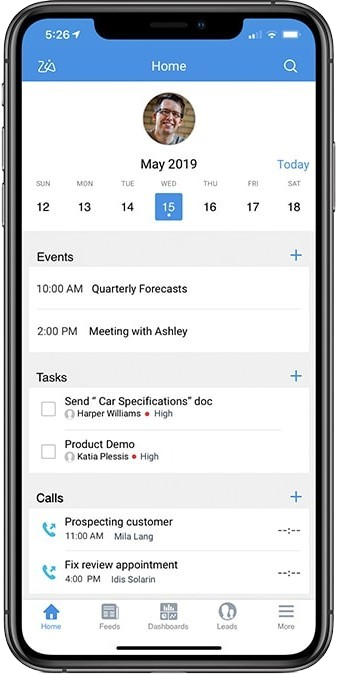 5:26
Home
May 2019
Today
SUN MON TUE WED THU FRI SAT
12 13 14 15 16 17 18
Events +
10:00 AM Quarterly Forecasts
2:00 PM Meeting with Ashley
Tasks +
Send “ Car Specifications” doc
Harper Williams • High
Product Demo
Katia Plessis • High
Calls +
Prospecting customer
11:00 AM Mila Lang --:--
Fix review appointment
4:00 PM Idis Solarin --:--
Home Feeds Dashboards Leads More